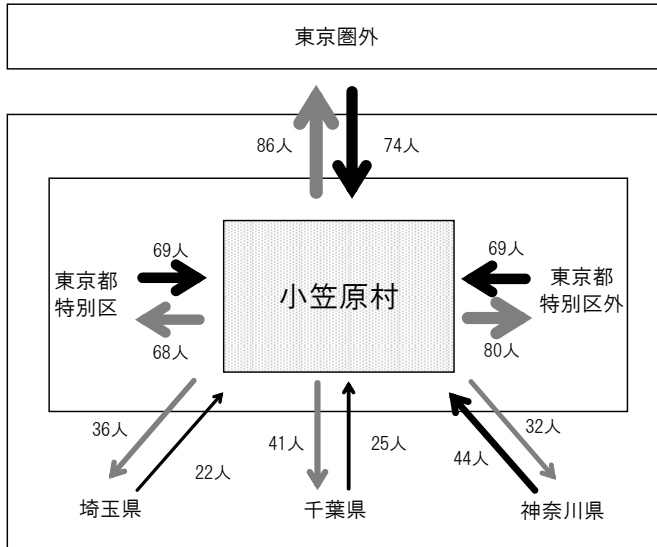 東京圏外
86人
74人
69人
69人
東京都
特別区
小笠原村
東京都
特別区外
68人
80人
36人
22人
41人
25人
44人
32人
埼玉県
千葉県
神奈川県